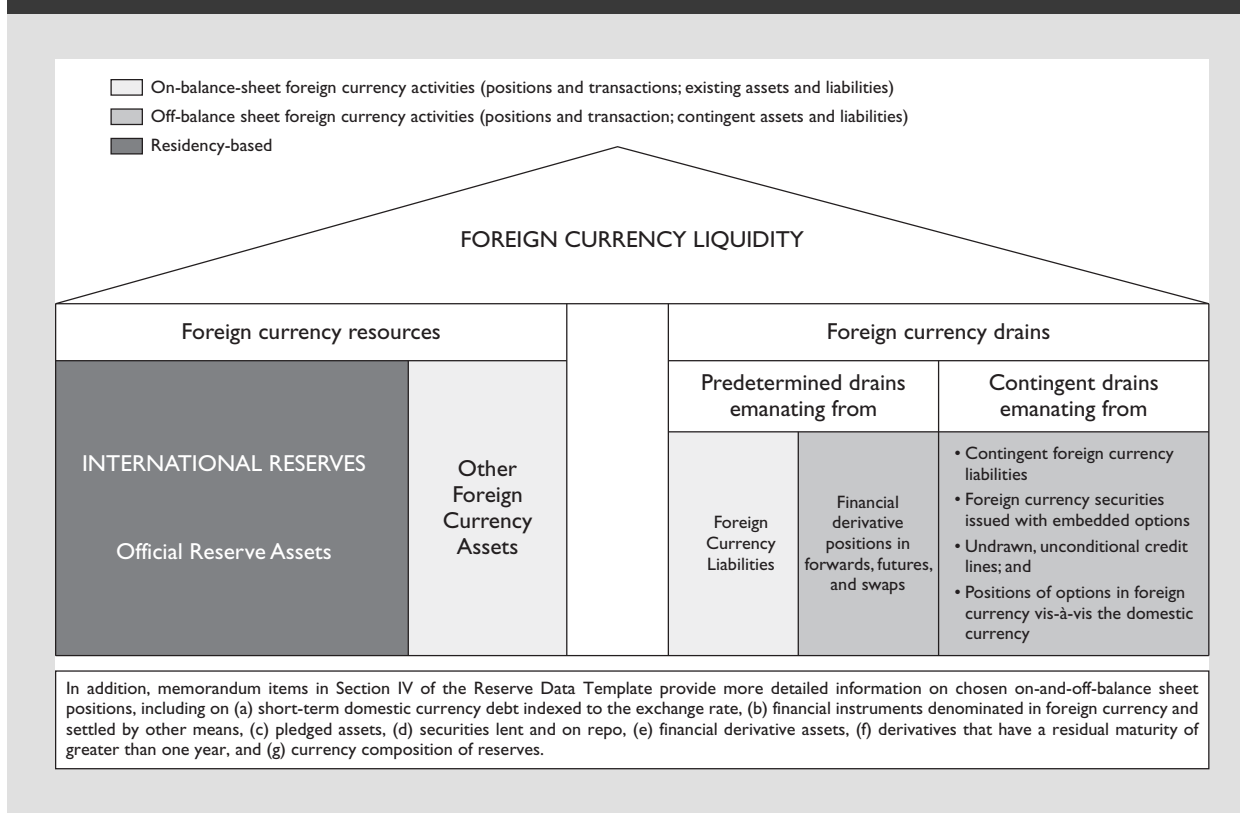 On-balance-sheet foreign currency activities (positions and transactions; existing assets and liabilities)
Off-balance sheet foreign currency activities (positions and transaction; contingent assets and liabilities)
Residency-based
FOREIGN CURRENCY LIQUIDITY
Foreign currency resources
INTERNATIONAL RESERVES
Official Reserve Assets
Other
Foreign
Currency
Assets
Foreign currency drains
Predetermined drains
emanating from
Foreign
Currency
Liabilities
Financial
derivative
positions in
forwards, futures,
and swaps
Contingent drains
emanating from
• Contingent foreign currency
liabilities
• Foreign currency securities
issued with embedded options
• Undrawn, unconditional credit
lines; and
• Positions of options in foreign
currency vis-à-vis the domestic
currency
In addition, memorandum items in Section IV of the Reserve Data Template provide more detailed information on chosen on-and-off-balance sheet
positions, including on (a) short-term domestic currency debt indexed to the exchange rate, (b) financial instruments denominated in foreign currency and
settled by other means, (c) pledged assets, (d) securities lent and on repo, (e) financial derivative assets, (f) derivatives that have a residual maturity of
greater than one year, and (g) currency composition of reserves.